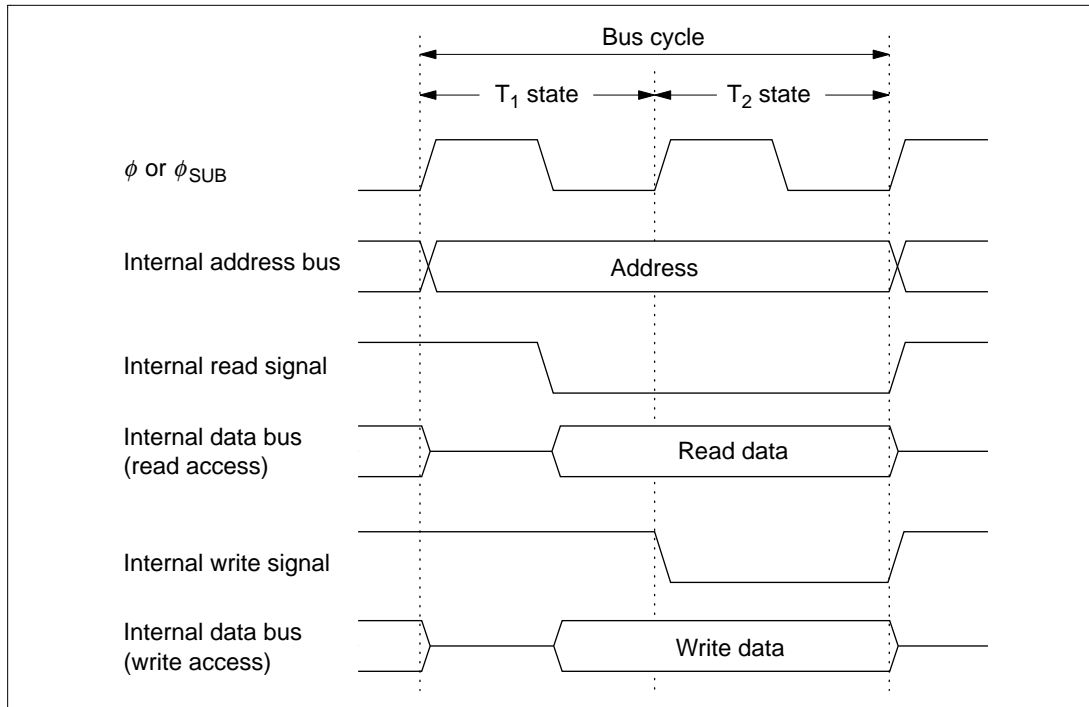 Bus cycle
T₁ state
T₂ state
ϕ or ϕSUB
Internal address bus
Address
Internal read signal
Internal data bus
(read access)
Read data
Internal write signal
Internal data bus
(write access)
Write data